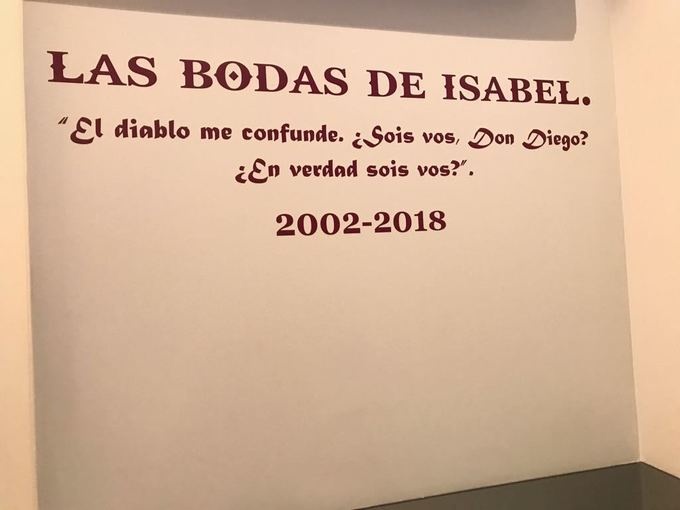 LAS BODAS DE ISABEL.
"El diablo me confunde. ¿Sois vos, Don Diego?
¿En verdad sois vos?".
2002-2018